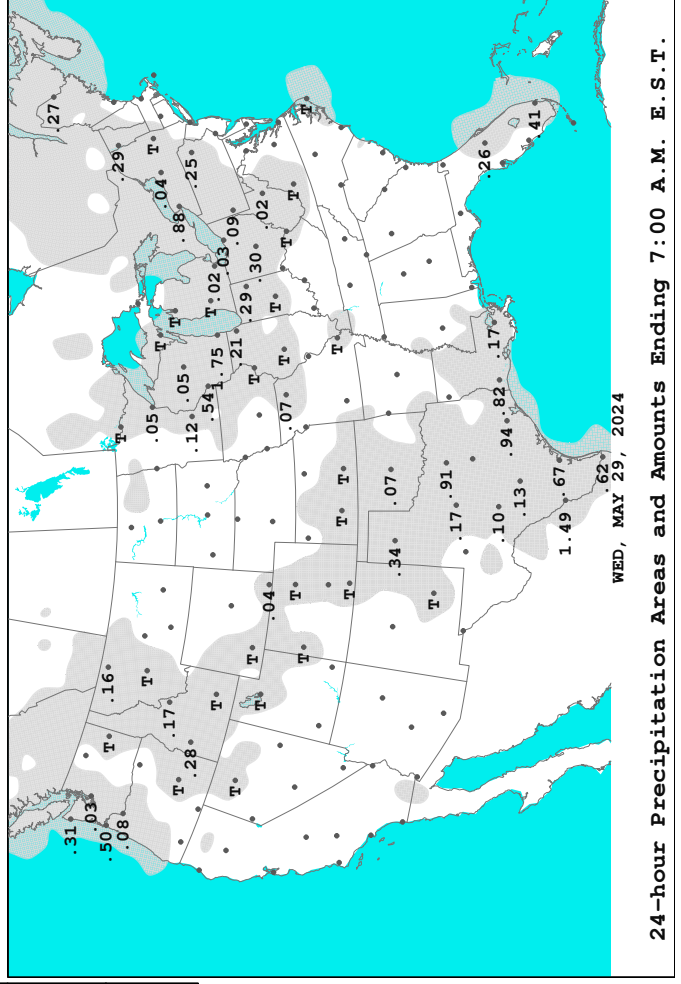 .27
.31
.03
.50
.16
T
.29
T
.08
T
.05
T
.04
T
.17
T
T
.88
.05
.28
.25
.12
.54
T
.02
T
1.75
.03
.09
T
.21
.29
T
T
.30
T
.02
.04
T
T
.07
T
T
T
T
T
T
T
T
T
.07
.34
T
.91
.17
.26
.17
.10
.82
.94
.13
.41
.67
1.49
.62
WED, MAY 29, 2024
24-hour Precipitation Areas and Amounts Ending 7:00 A.M. E.S.T.